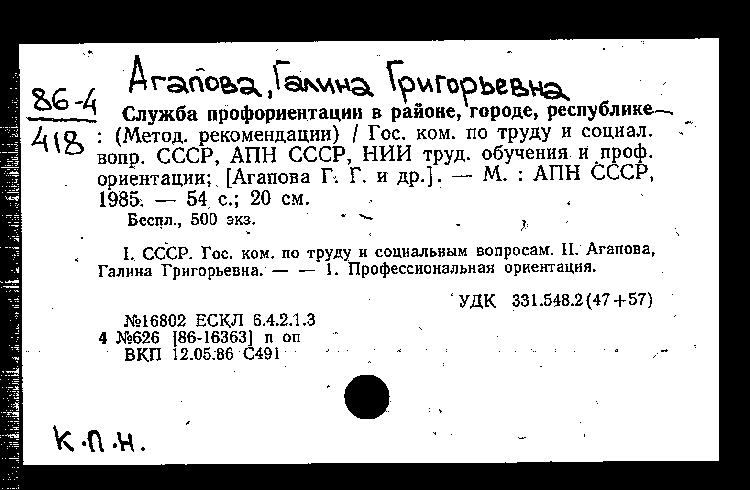 Агапова, Галина Григорьевна
86-4
418
Служба профориентации в районе, городе, республике
: (Метод. рекомендации) / Гос. ком. по труду и социал.
вопр. СССР, АПН СССР, НИИ труд. обучения и проф.
ориентации; [Агапова Г. Г. и др.]. — М. : АПН СССР,
1985. — 54 с.; 20 см.
Беспл., 500 экз.
I. СССР. Гос. ком. по труду и социальным вопросам. II. Агапова,
Галина Григорьевна. — — 1. Профессиональная ориентация.
УДК 331.548.2(47+57)
№16802 ЕСКЛ 6.4.2.1.3
4 №626 [86-16363] п оп
ВКП 12.05.86 С491
К.П.Н.